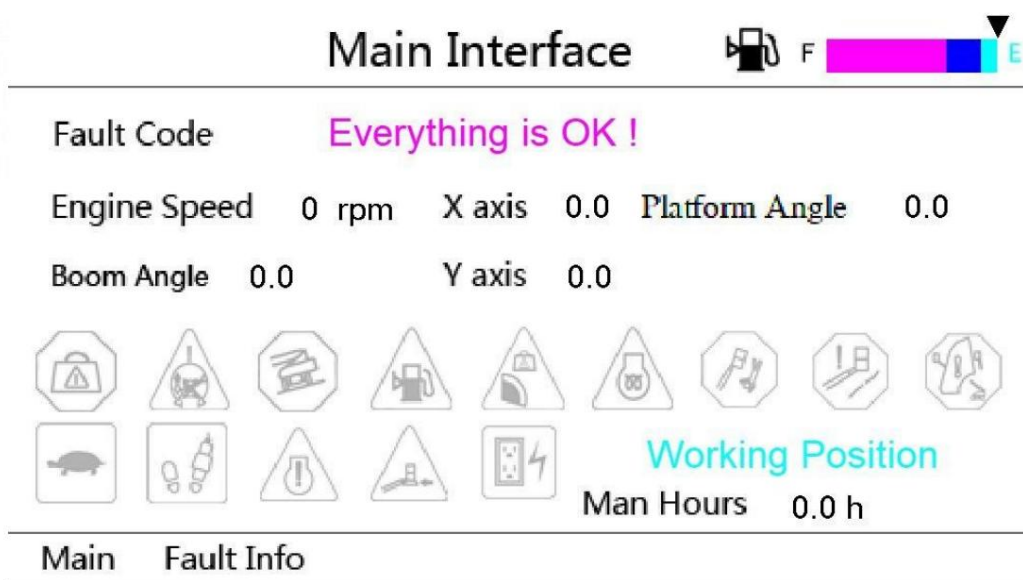 Main Interface F E
Fault Code Everything is OK !
Engine Speed 0 rpm X axis 0.0 Platform Angle 0.0
Boom Angle 0.0 Y axis 0.0
Working Position
Man Hours 0.0 h
Main Fault Info